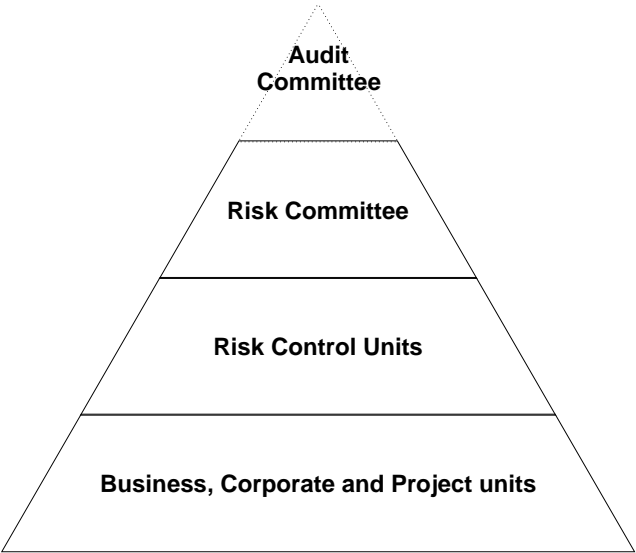 Audit
Committee
Risk Committee
Risk Control Units
Business, Corporate and Project units